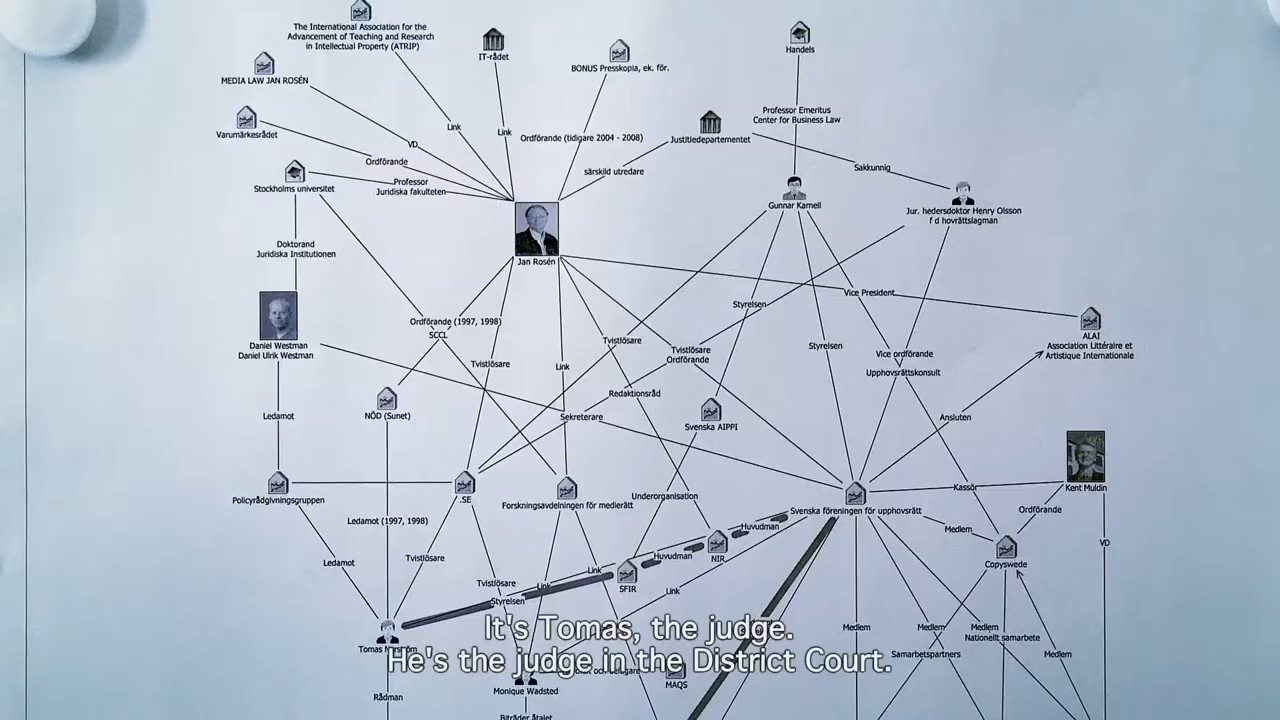 The International Association for the
Advancement of Teaching and Research
in Intellectual Property (ATRIP)
IT-rådet
BONUS Presskopia, ek. för.
Handels
MEDIA LAW JAN ROSÉN
Varumärkesrådet
Link
Link
VD
Ordförande (tidigare 2004 - 2008)
Justitiedepartementet
Professor Emeritus
Center for Business Law
Ordförande
särskild utredare
Sakkunnig
Stockholms universitet
Professor
Juridiska fakulteten
Gunnar Karnell
Jur. hedersdoktor Henry Olsson
f d hovrättslagman
Doktorand
Juridiska Institutionen
Jan Rosén
Vice President
Styrelsen
Ordförande (1997, 1998)
SCCL
Tvistlösare
Tvistlösare
Ordförande
Styrelsen
Vice ordförande
Upphovsrättskonsult
ALAI
Association Littéraire et
Artistique Internationale
Daniel Westman
Daniel Ulrik Westman
Tvistlösare
Link
Redaktionsråd
Ledamot
NÖD (Sunet)
Sekreterare
Svenska AIPPI
Ansluten
Policyrådgivningsgruppen
.SE
Forskningsavdelningen för medierätt
Underorganisation
Svenska föreningen för upphovsrätt
Kassör
Kent Muldin
Ordförande
Ledamot (1997, 1998)
Huvudman
Medlem
VD
Ledamot
Tvistlösare
Link
Huvudman
NIR
Copyswede
Tvistlösare
Link
SFIR
Link
Styrelsen
Medlem
Medlem
Medlem
Nationellt samarbete
Tomas
Samarbetspartners
Medlem
It's Tomas, the judge.
He's the judge in the District Court.
MAQS
Rådman
Monique Wadsted
Biträder åtalet